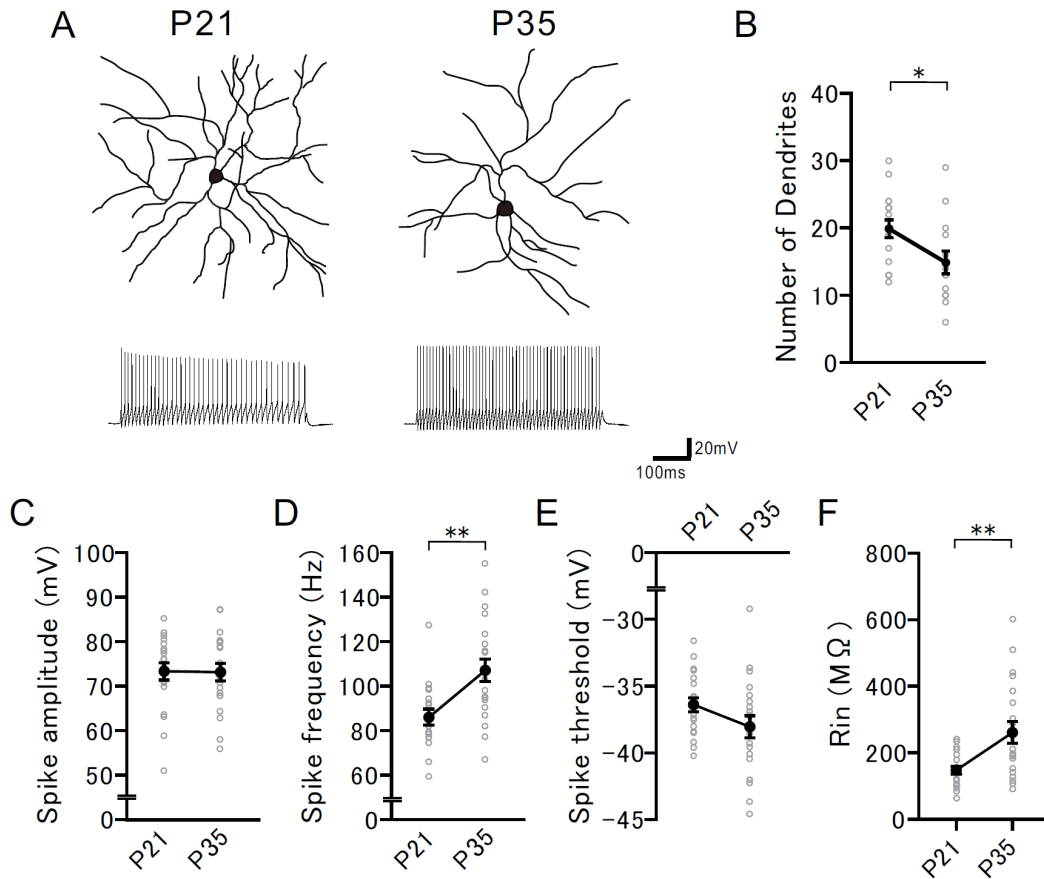 A
P21
P35
B
Number of Dendrites
40
30
20
10
0
*
P21
P35
20mV
100ms
C
Spike amplitude (mV)
100
90
80
70
60
50
0
P21
P35
D
Spike frequency (Hz)
160
140
120
100
80
60
0
**
P21
P35
E
P21
P35
Spike threshold (mV)
0
-30
-35
-40
-45
F
Rin (MΩ)
800
600
400
200
0
**
P21
P35